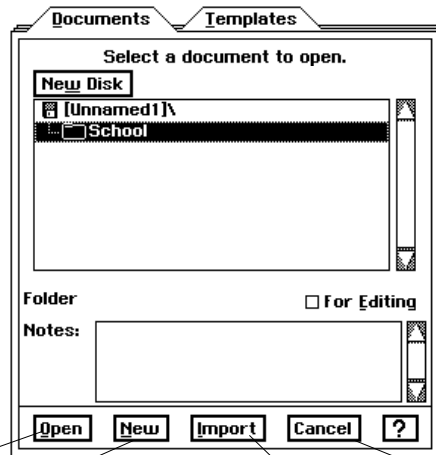 Documents Templates
Select a document to open.
New Disk
[Unnamed1]\
School
Folder For Editing
Notes:
Open New Import Cancel ?